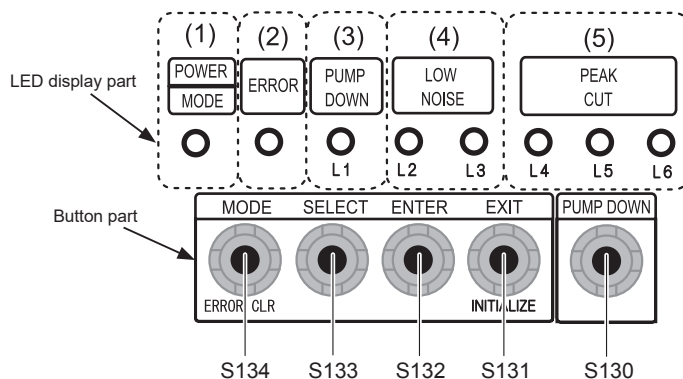 (1) (2) (3) (4) (5)
POWER
MODE
ERROR
PUMP
DOWN
LOW
NOISE
PEAK
CUT
LED display part
L1 L2 L3 L4 L5 L6
Button part
MODE SELECT ENTER EXIT PUMP DOWN
ERROR CLR INITIALIZE
S134 S133 S132 S131 S130